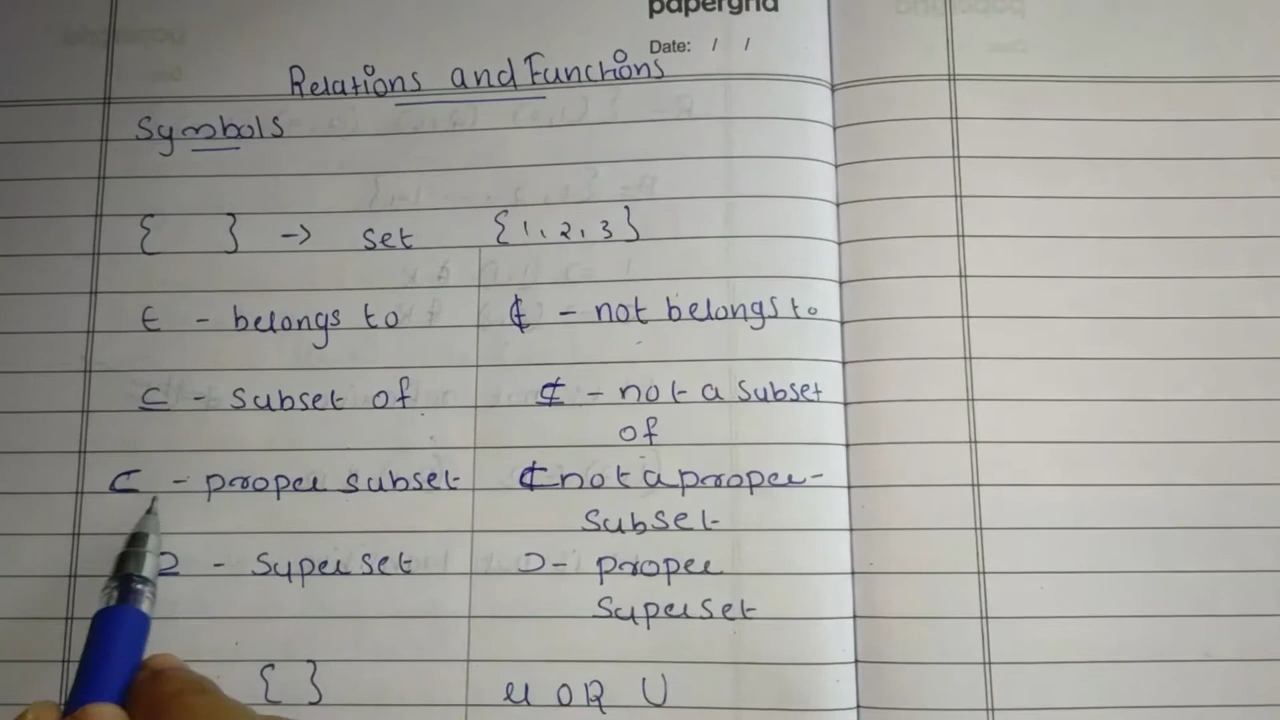 papergrid
Date: / /
Relations and Functions
Symbols
{ } → set {1, 2, 3}
∈ - belongs to ∉ - not belongs to
⊆ - subset of ⊈ - not a subset
of
⊂ - proper subset ⊄ not a proper-
subset
⊇ - superset ⊃ - proper
superset
{ } μ OR U